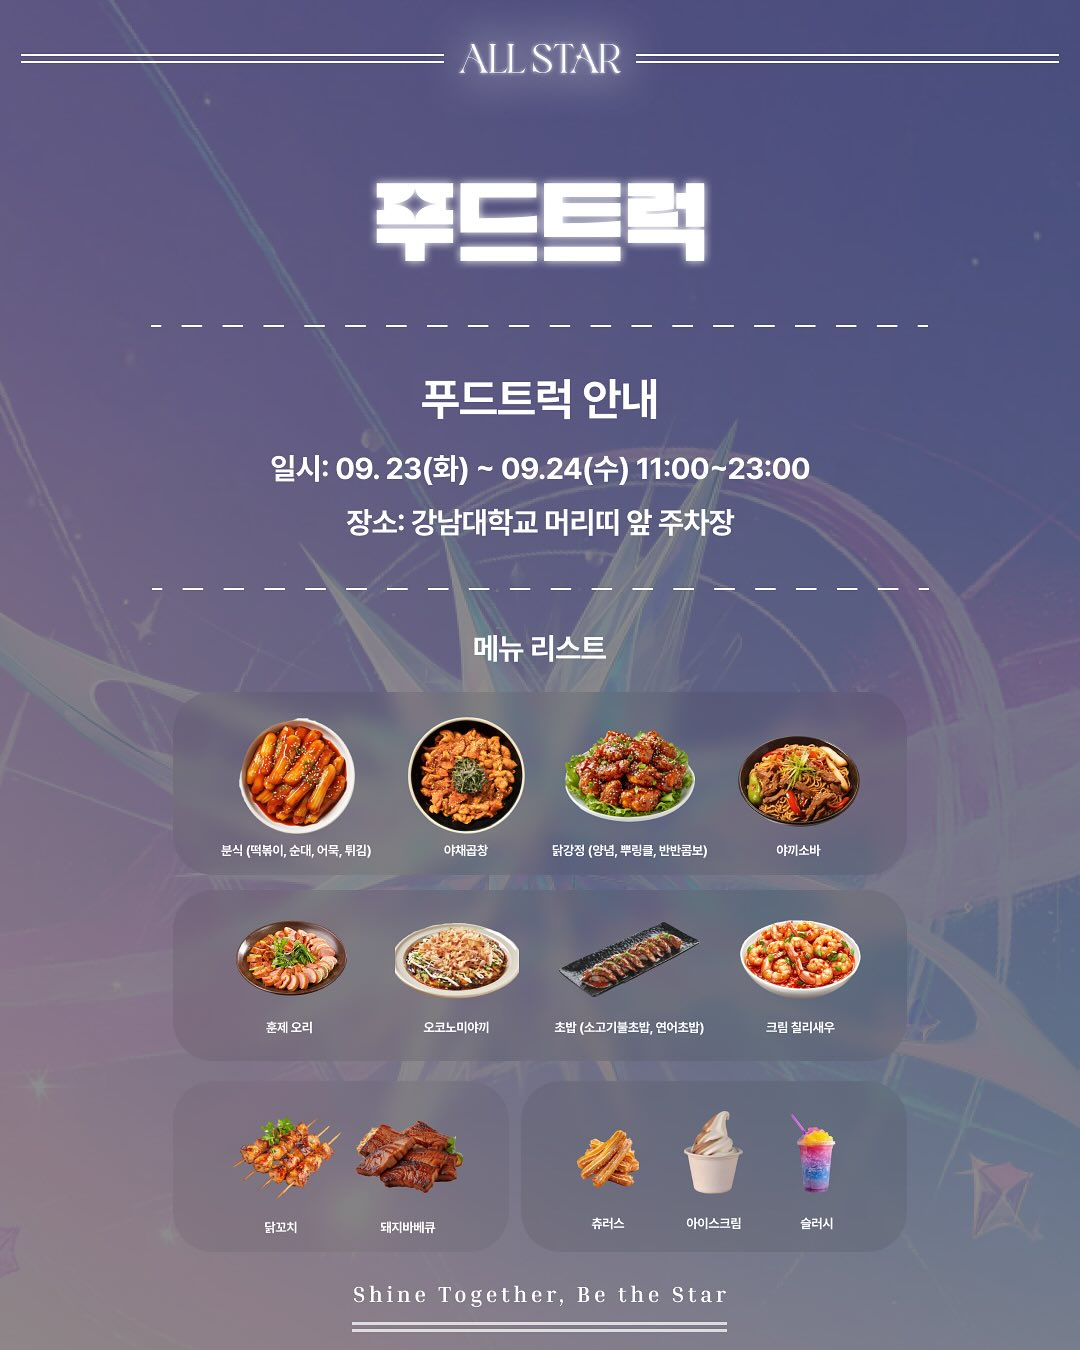 ALL STAR
푸드트럭
푸드트럭 안내
일시: 09. 23(화) ~ 09.24(수) 11:00~23:00
장소: 강남대학교 머리띠 앞 주차장
메뉴 리스트
분식 (떡볶이, 순대, 어묵, 튀김)
야채곱창
닭강정 (양념, 뿌링클, 반반콤보)
야끼소바
훈제 오리
오코노미야끼
초밥 (소고기불초밥, 연어초밥)
크림 칠리새우
닭꼬치
돼지바베큐
츄러스
아이스크림
슬러시
Shine Together, Be the Star